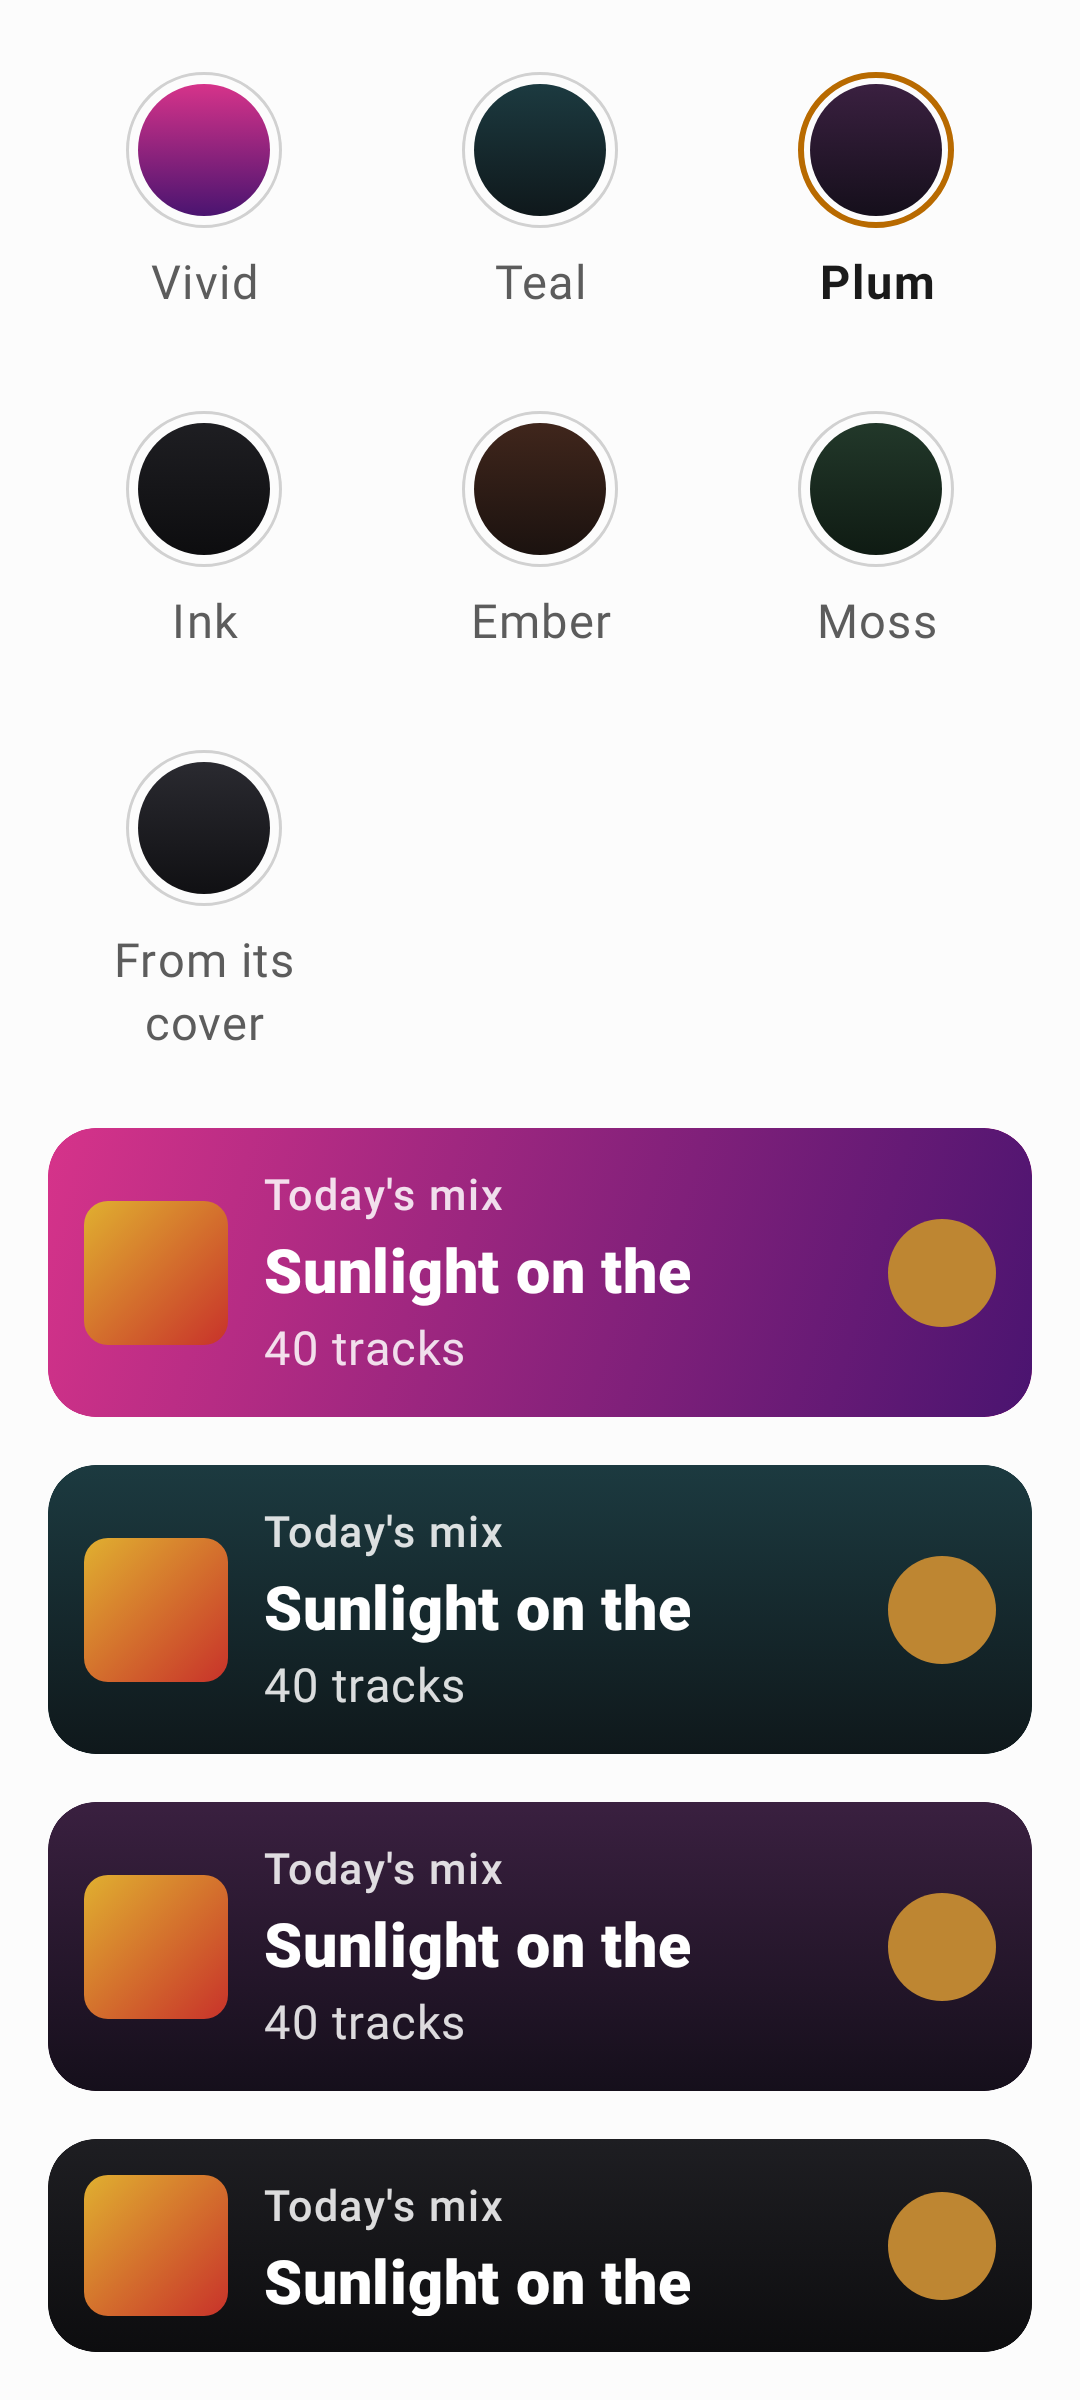 Vivid
Teal
Plum
Ink
Ember
Moss
From its
cover
Today's mix
Sunlight on the
40 tracks
Today's mix
Sunlight on the
40 tracks
Today's mix
Sunlight on the
40 tracks
Today's mix
Sunlight on the